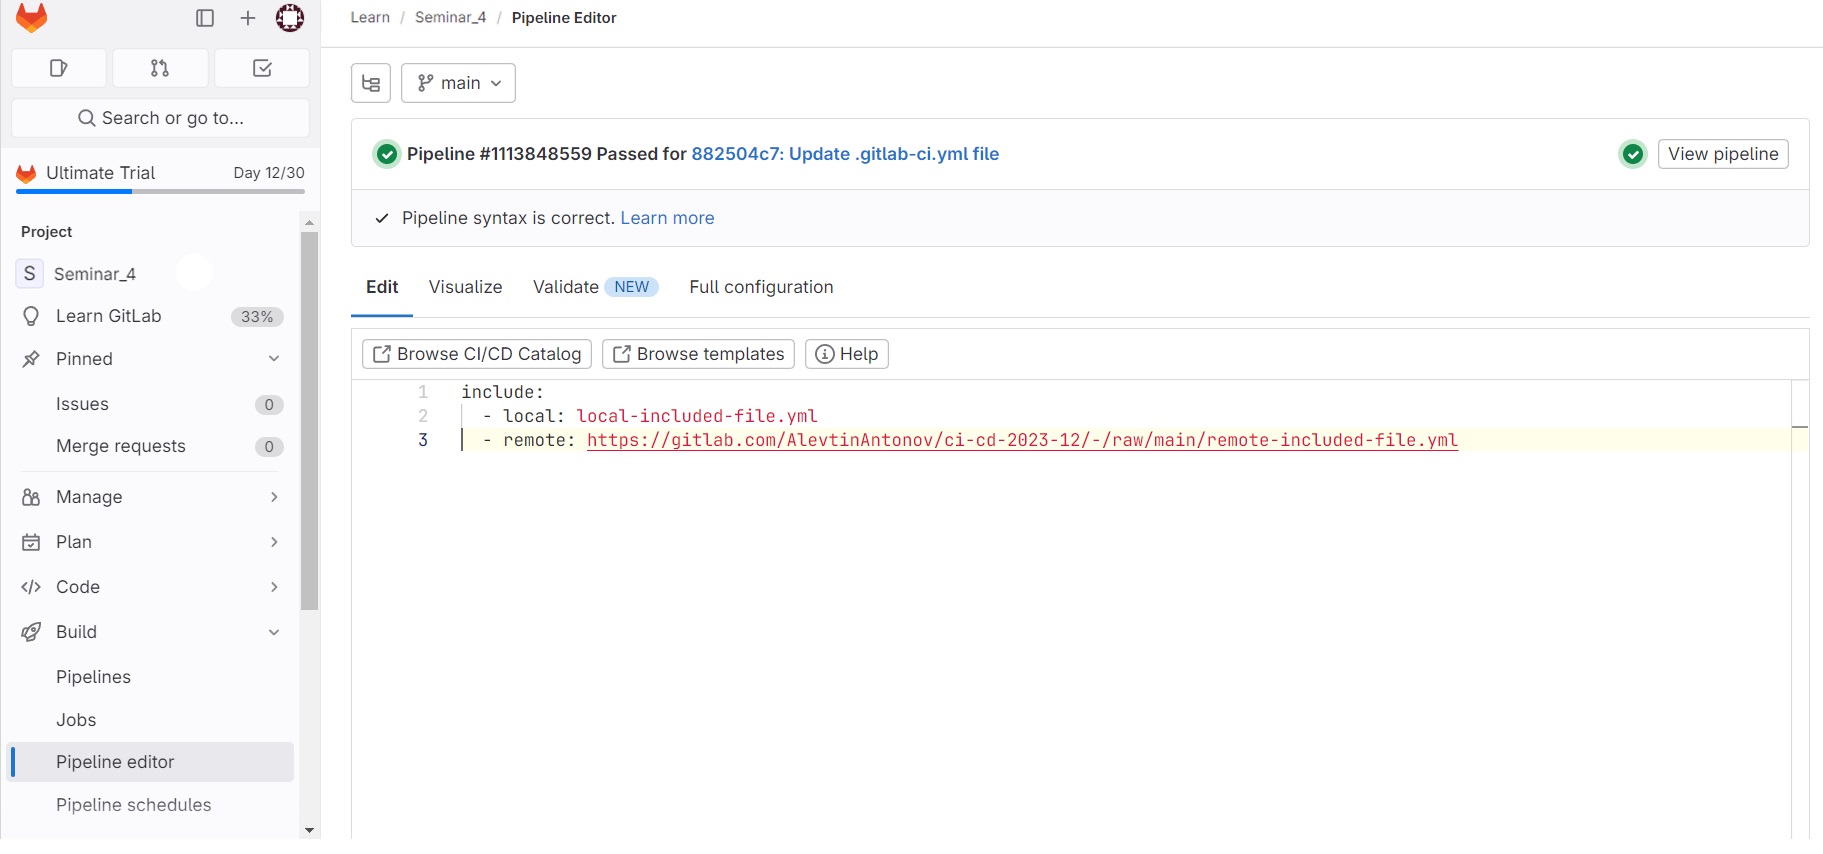 Learn / Seminar_4 / Pipeline Editor
main
Search or go to...
Ultimate Trial Day 12/30
Pipeline #1113848559 Passed for 882504c7: Update .gitlab-ci.yml file
View pipeline
Pipeline syntax is correct. Learn more
Project
S Seminar_4
Learn GitLab 33%
Pinned
Issues 0
Merge requests 0
Manage
Plan
Code
Build
Pipelines
Jobs
Pipeline editor
Pipeline schedules
Edit Visualize Validate NEW Full configuration
Browse CI/CD Catalog Browse templates Help
1 include:
2 - local: local-included-file.yml
3 - remote: https://gitlab.com/AlevtinAntonov/ci-cd-2023-12/-/raw/main/remote-included-file.yml